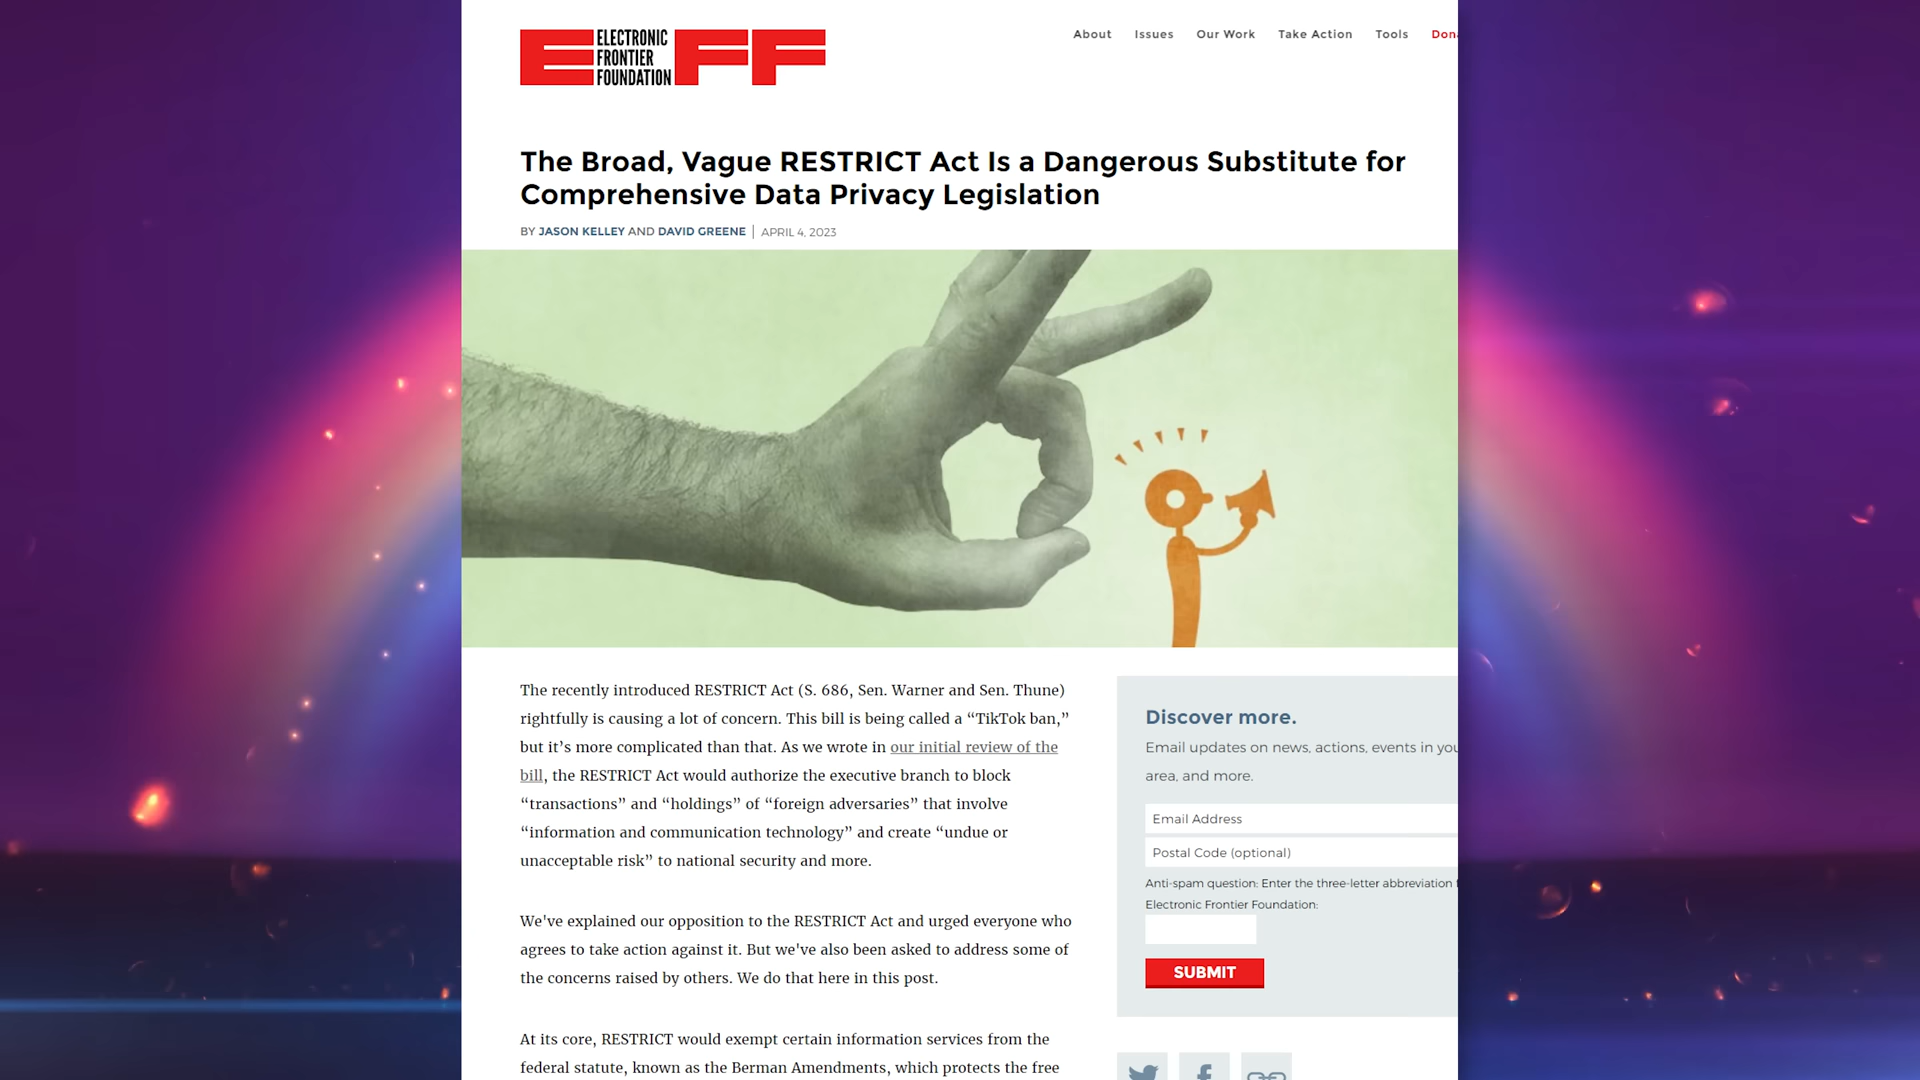 ELECTRONIC
FRONTIER
FOUNDATION
EFF
About Issues Our Work Take Action Tools
The Broad, Vague RESTRICT Act Is a Dangerous Substitute for
Comprehensive Data Privacy Legislation
BY JASON KELLEY AND DAVID GREENE | APRIL 4, 2023
The recently introduced RESTRICT Act (S. 686, Sen. Warner and Sen. Thune)
rightfully is causing a lot of concern. This bill is being called a “TikTok ban,”
but it’s more complicated than that. As we wrote in our initial review of the
bill, the RESTRICT Act would authorize the executive branch to block
“transactions” and “holdings” of “foreign adversaries” that involve
“information and communication technology” and create “undue or
unacceptable risk” to national security and more.
We've explained our opposition to the RESTRICT Act and urged everyone who
agrees to take action against it. But we've also been asked to address some of
the concerns raised by others. We do that here in this post.
At its core, RESTRICT would exempt certain information services from the
federal statute, known as the Berman Amendments, which protects the free
Discover more.
Email updates on news, actions, events in
area, and more.
Email Address
Postal Code (optional)
Anti-spam question: Enter the three-letter abbreviation
Electronic Frontier Foundation:
SUBMIT